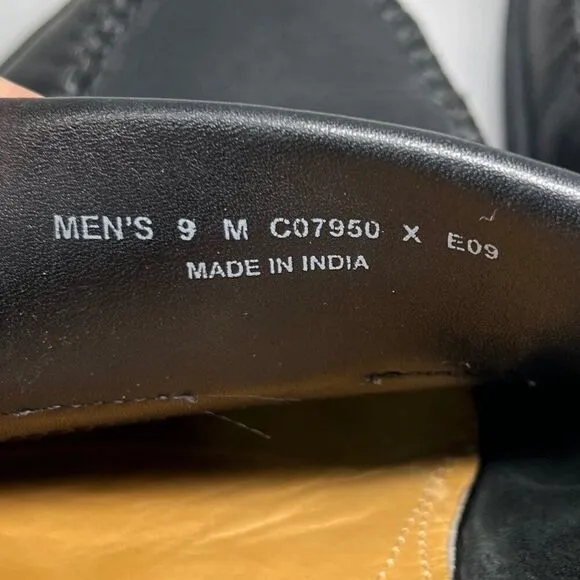 MEN'S 9 M C07950 X E09
MADE IN INDIA